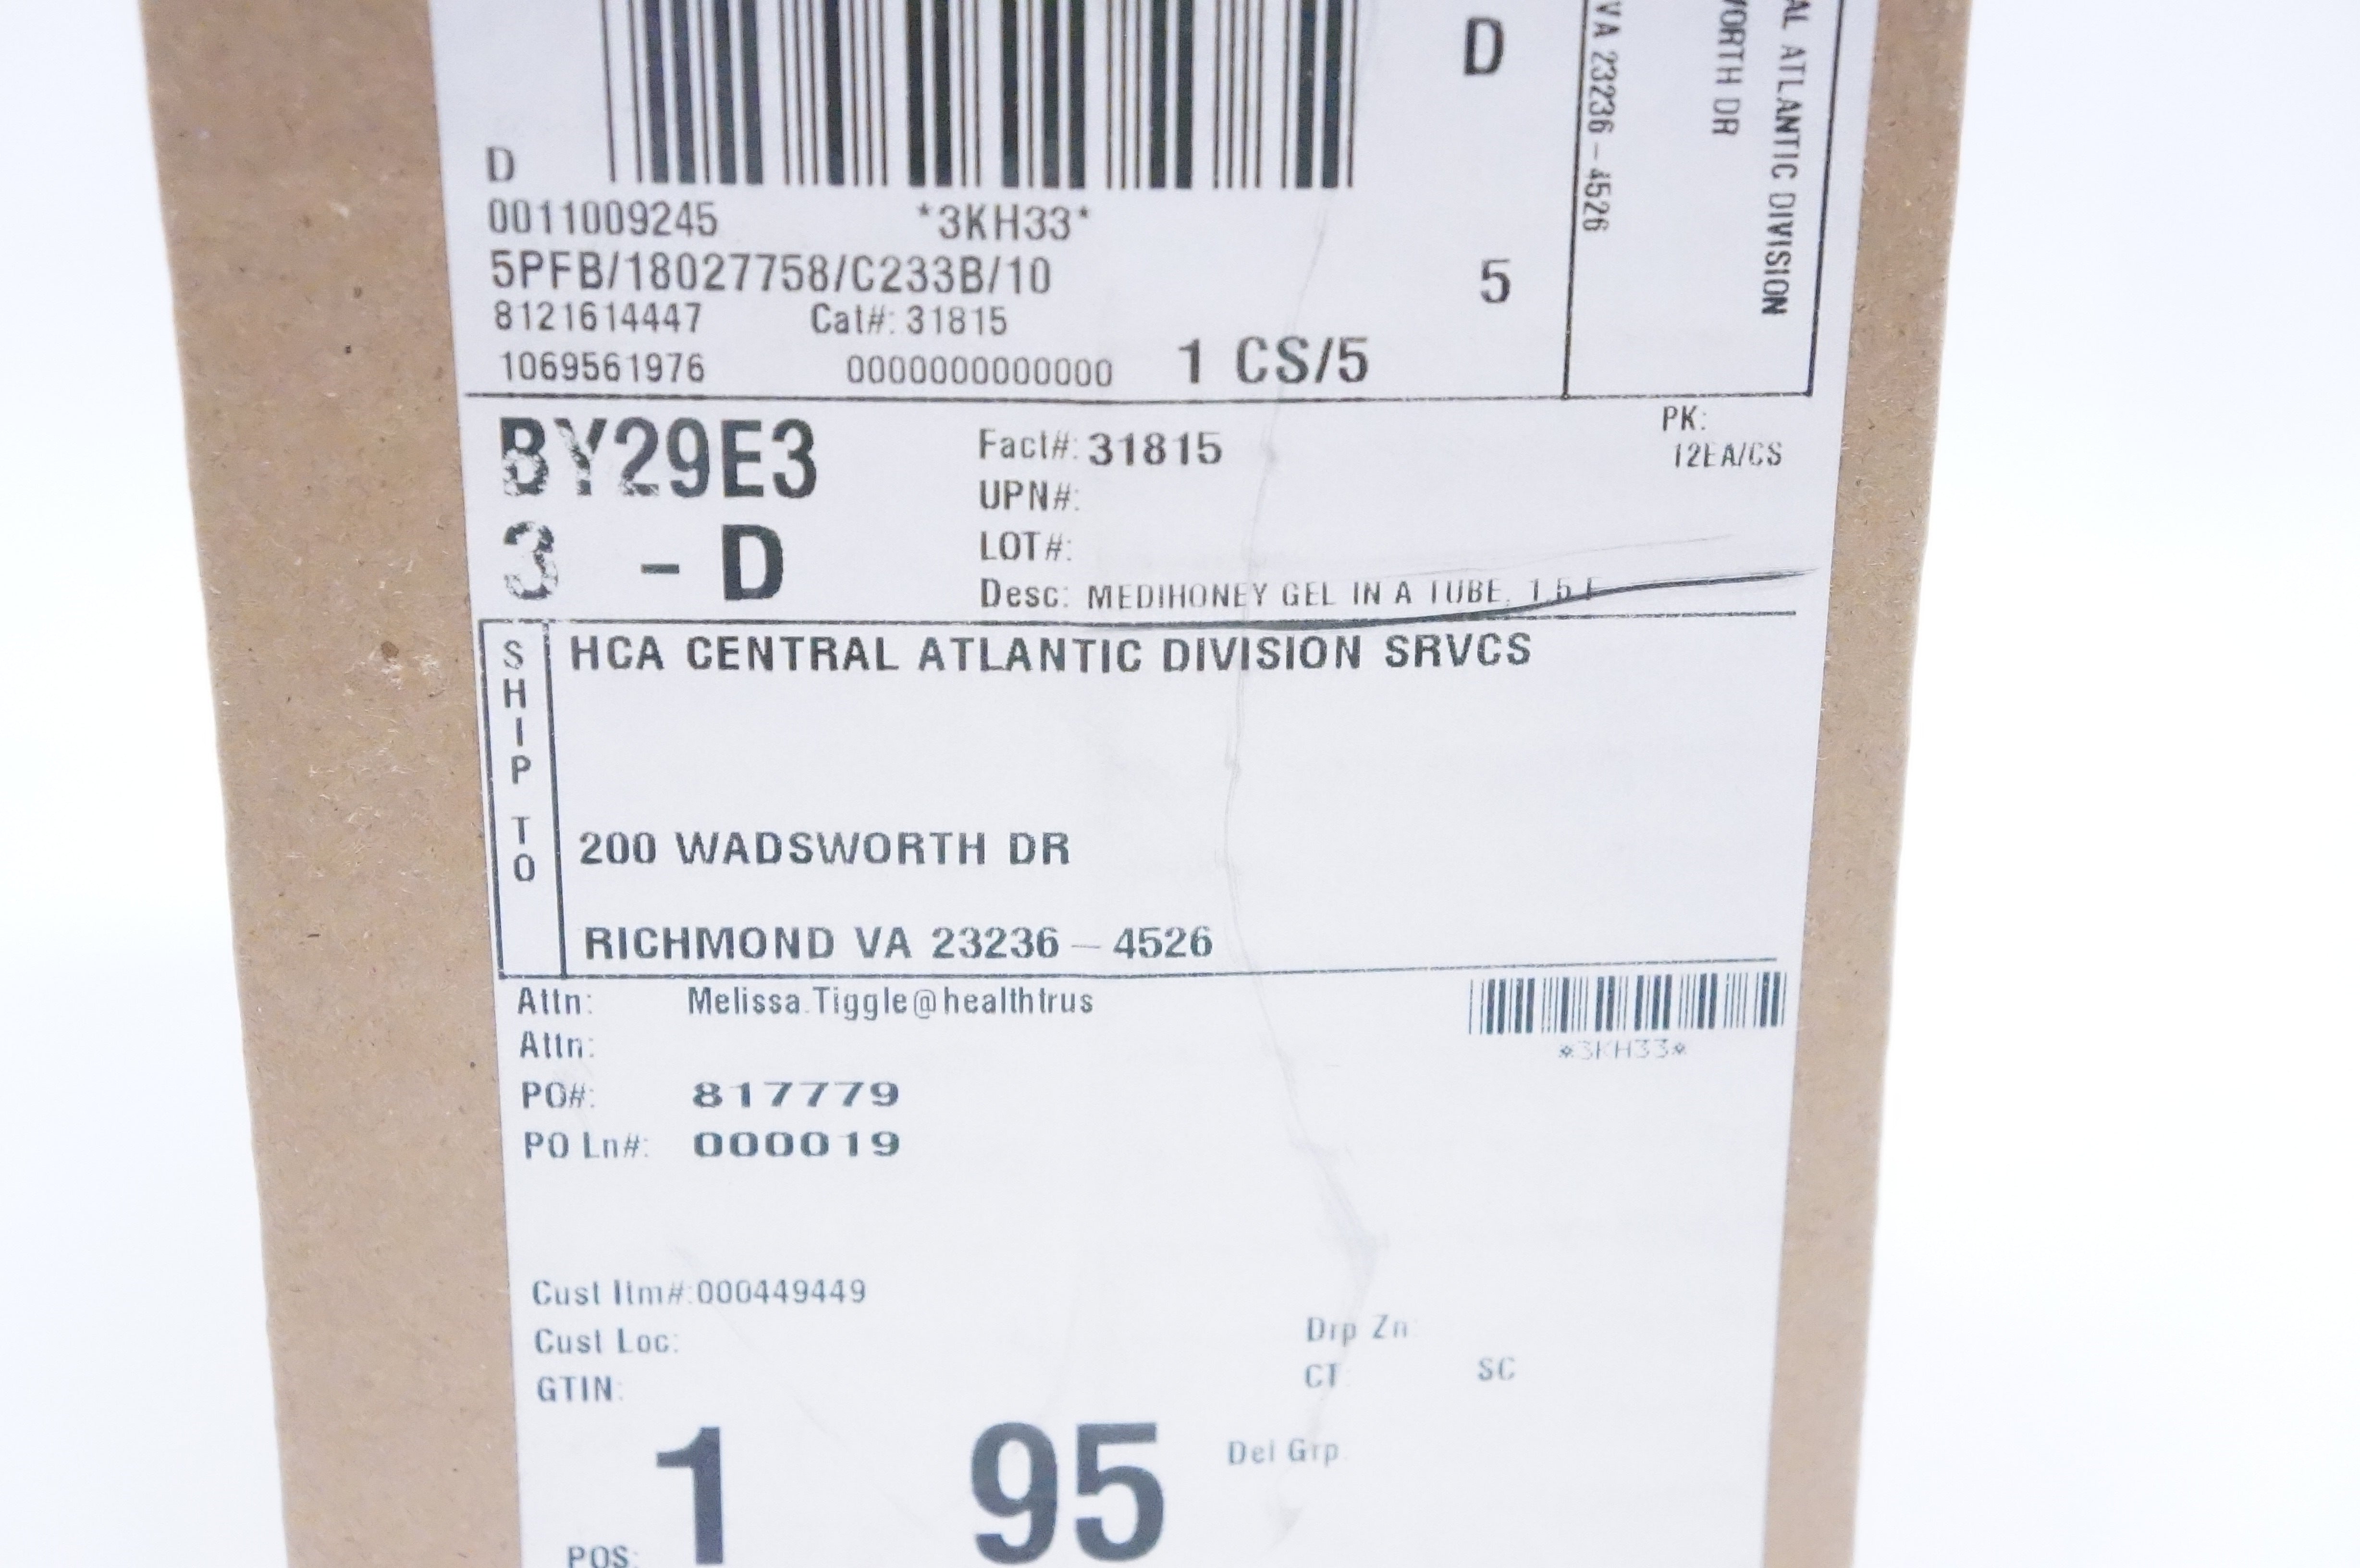 D
D
0011009245 *3KH33*
5PFB/18027758/C233B/10
5
8121614447 Cat#: 31815
1069561976 0000000000000 1 CS/5
VA 23236 - 4526
DR
ATLANTIC DIVISION
BY29E3
3 - D
Fact#: 31815
UPN#:
LOT#:
Desc: MEDIHONEY GEL IN A TUBE, 1.5 F
PK:
12EA/CS
SHIP TO
HCA CENTRAL ATLANTIC DIVISION SRVCS
200 WADSWORTH DR
RICHMOND VA 23236 - 4526
Attn: Melissa.Tiggle@healthtrus
Attn:
*3KH33*
PO#: 817779
PO Ln#: 000019
Cust Itm#:000449449
Cust Loc:
GTIN:
Drp Zn:
CT: SC
1 95 Del Grp:
POS: